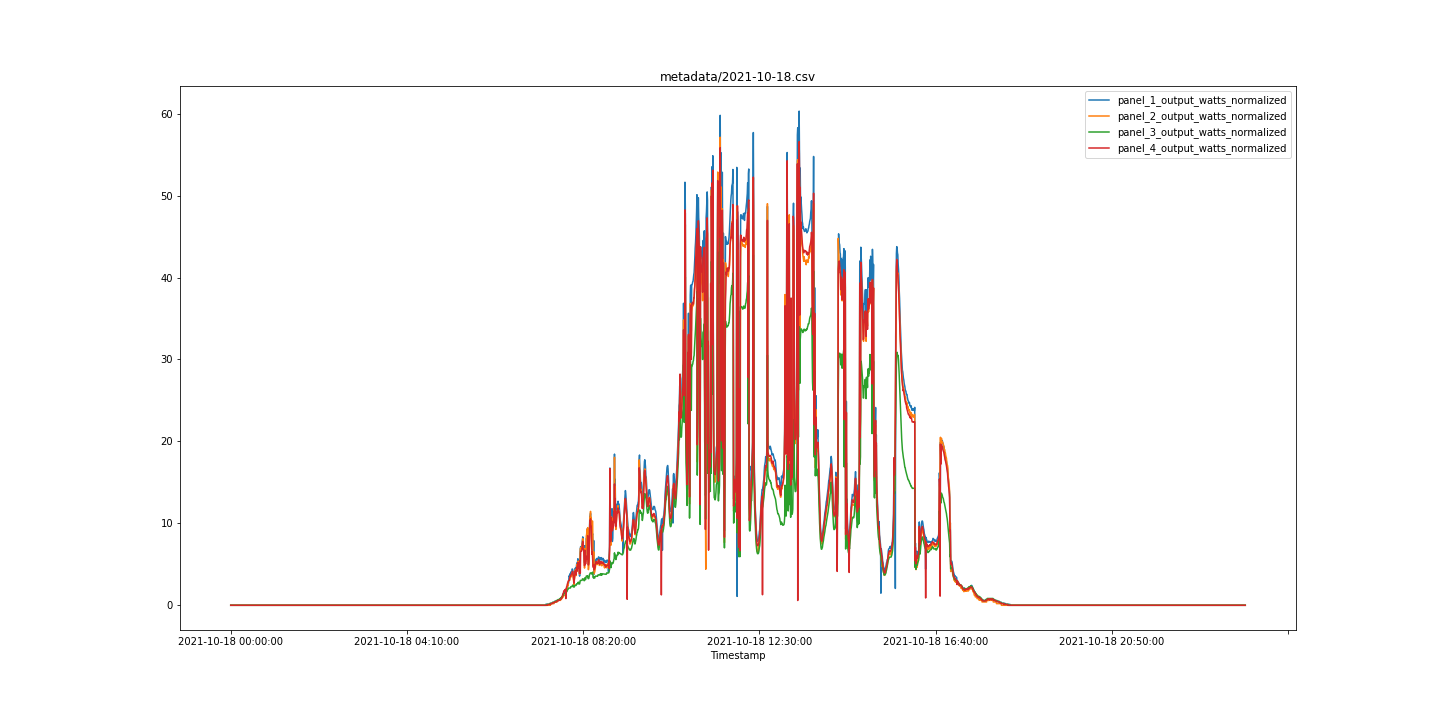 metadata/2021-10-18.csv
panel_1_output_watts_normalized
panel_2_output_watts_normalized
panel_3_output_watts_normalized
panel_4_output_watts_normalized
60
50
40
30
20
10
0
2021-10-18 00:00:00 2021-10-18 04:10:00 2021-10-18 08:20:00 2021-10-18 12:30:00 2021-10-18 16:40:00 2021-10-18 20:50:00
Timestamp